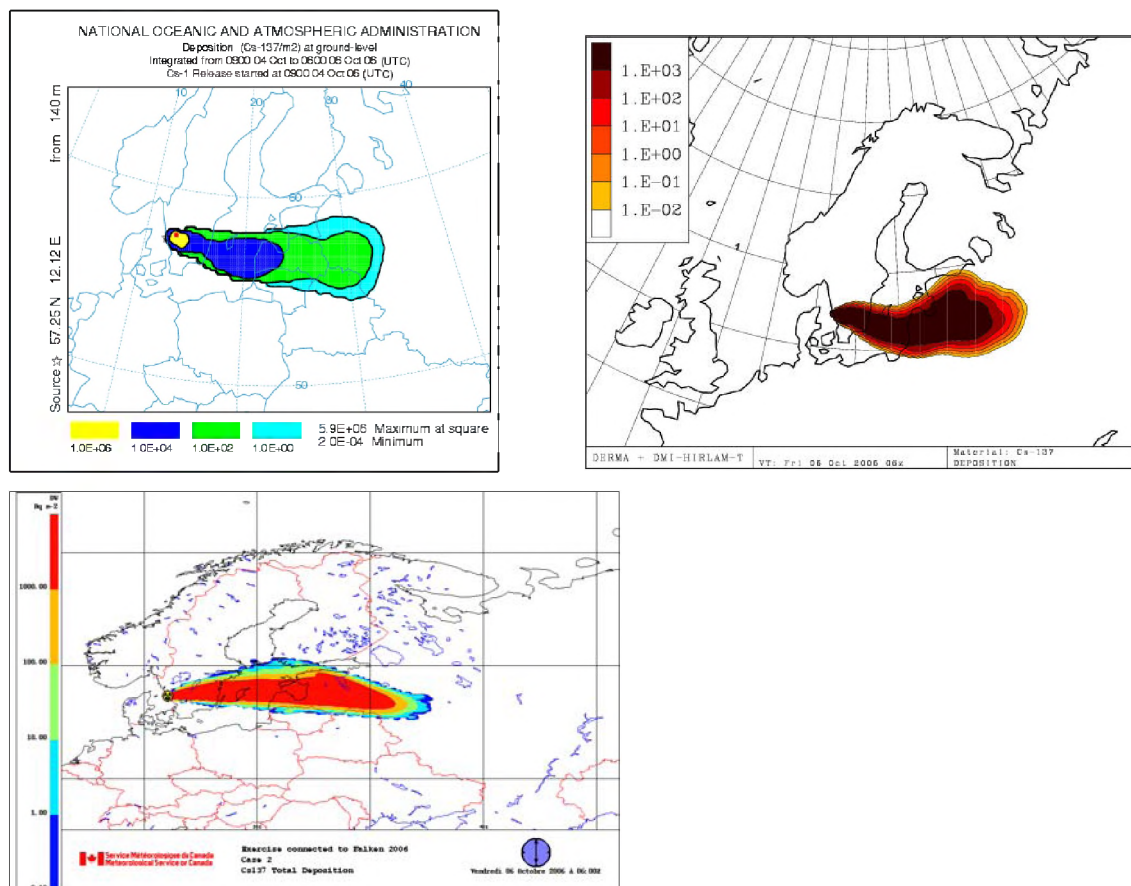 NATIONAL OCEANIC AND ATMOSPHERIC ADMINISTRATION
Deposition (Cs-137/m2) at ground-level
Integrated from 0900 04 Oct to 0600 06 Oct 06 (UTC)
Cs-1 Release started at 0900 04 Oct 06 (UTC)
10
20
30
40
60
50
Source ☆ 57.25 N 12.12 E from 140 m
1.0E+06
1.0E+04
1.0E+02
1.0E+00
5.9E+06 Maximum at square
2.0E-04 Minimum
1.E+03
1.E+02
1.E+01
1.E+00
1.E-01
1.E-02
DERMA + DMI-HIRLAM-T
VT: Fri 06 Oct 2006 06z
Material: Cs-137
DEPOSITION
Bq m-2
1000.00
100.00
10.00
1.00
Service Météorologique du Canada
Meteorological Service of Canada
Exercise connected to Falken 2006
Case 2
Cs137 Total Deposition
Vendredi 06 Octobre 2006 à 06:00Z